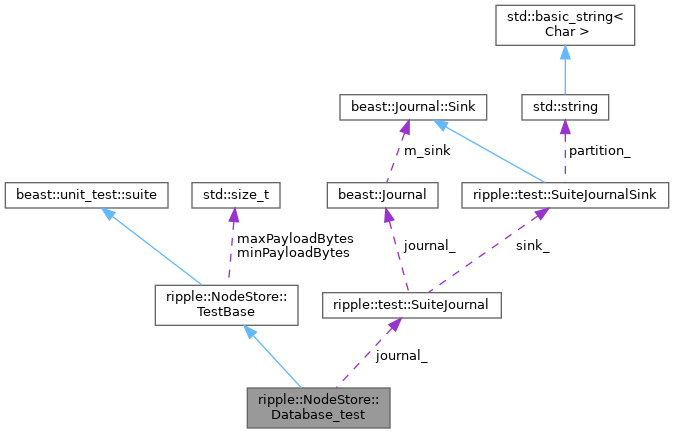 std::basic_string<
Char >
beast::Journal::Sink
std::string
m_sink
partition_
beast::unit_test::suite
std::size_t
beast::Journal
ripple::test::SuiteJournalSink
maxPayloadBytes
minPayloadBytes
journal_
sink_
ripple::NodeStore::
TestBase
ripple::test::SuiteJournal
journal_
ripple::NodeStore::
Database_test